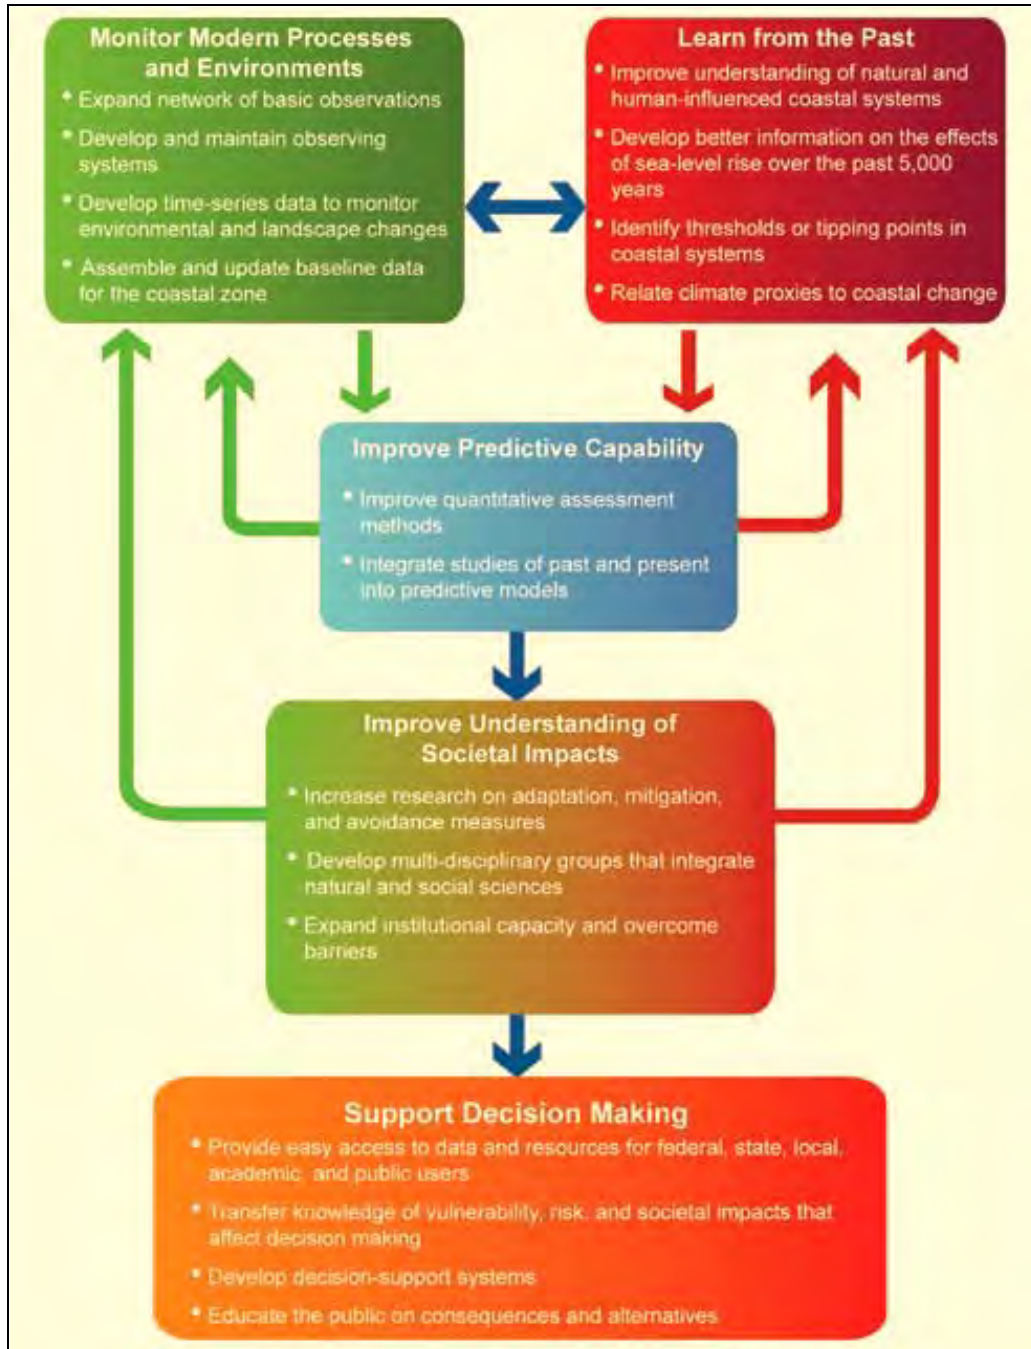 Monitor Modern Processes
and Environments
• Expand network of basic observations
• Develop and maintain observing
systems
• Develop time-series data to monitor
environmental and landscape changes
• Assemble and update baseline data
for the coastal zone
Learn from the Past
• Improve understanding of natural and
human-influenced coastal systems
• Develop better information on the effects
of sea-level rise over the past 5,000
years
• Identify thresholds or tipping points in
coastal systems
• Relate climate proxies to coastal change
Improve Predictive Capability
• Improve quantitative assessment
methods
• Integrate studies of past and present
into predictive models
Improve Understanding of
Societal Impacts
• Increase research on adaptation, mitigation,
and avoidance measures
• Develop multi-disciplinary groups that integrate
natural and social sciences
• Expand institutional capacity and overcome
barriers
Support Decision Making
• Provide easy access to data and resources for federal, state, local,
academic, and public users
• Transfer knowledge of vulnerability, risk, and societal impacts that
affect decision making
• Develop decision-support systems
• Educate the public on consequences and alternatives